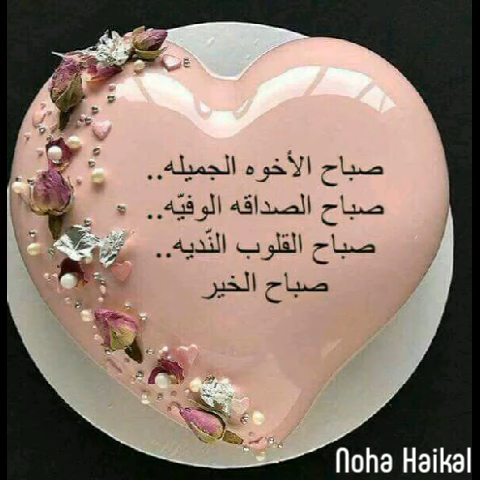 صباح الأخوه الجميله..
صباح الصداقه الوفيّه..
صباح القلوب النّديه..
صباح الخير
Noha Haikal